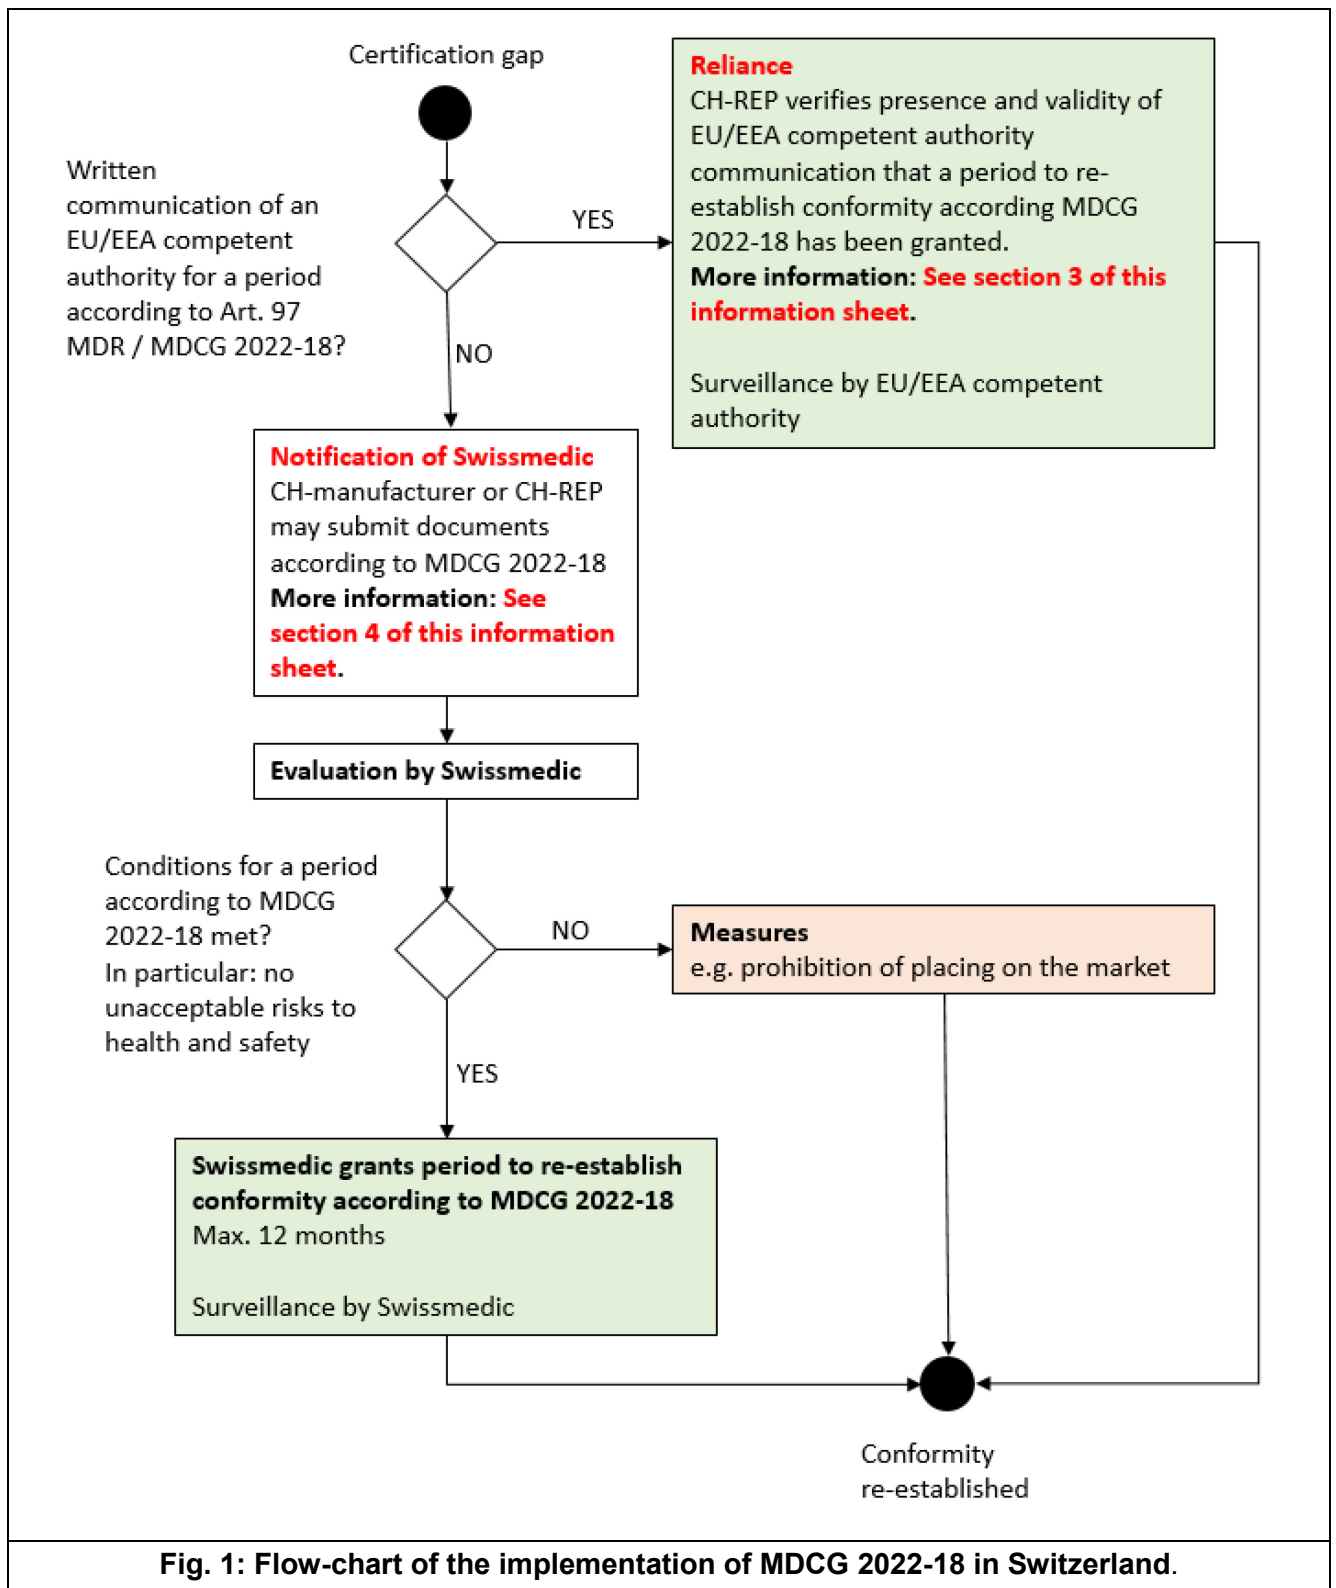 Certification gap
Written
communication of an
EU/EEA competent
authority for a period
according to Art. 97
MDR / MDCG 2022-18?
YES
Reliance
CH-REP verifies presence and validity of
EU/EEA competent authority
communication that a period to re-
establish conformity according MDCG
2022-18 has been granted.
More information: See section 3 of this
information sheet.
Surveillance by EU/EEA competent
authority
NO
Notification of Swissmedic
CH-manufacturer or CH-REP
may submit documents
according to MDCG 2022-18
More information: See
section 4 of this information
sheet.
Evaluation by Swissmedic
Conditions for a period
according to MDCG
2022-18 met?
In particular: no
unacceptable risks to
health and safety
NO
Measures
e.g. prohibition of placing on the market
YES
Swissmedic grants period to re-establish
conformity according to MDCG 2022-18
Max. 12 months
Surveillance by Swissmedic
Conformity
re-established
Fig. 1: Flow-chart of the implementation of MDCG 2022-18 in Switzerland.